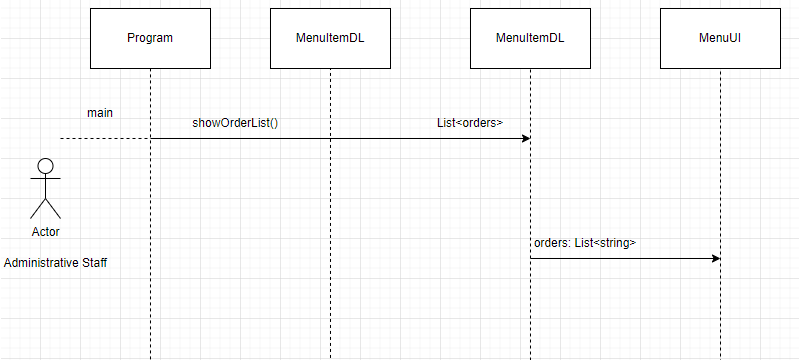 Program
MenuItemDL
MenuItemDL
MenuUI
main
showOrderList()
List<orders>
Actor
orders: List<string>
Administrative Staff